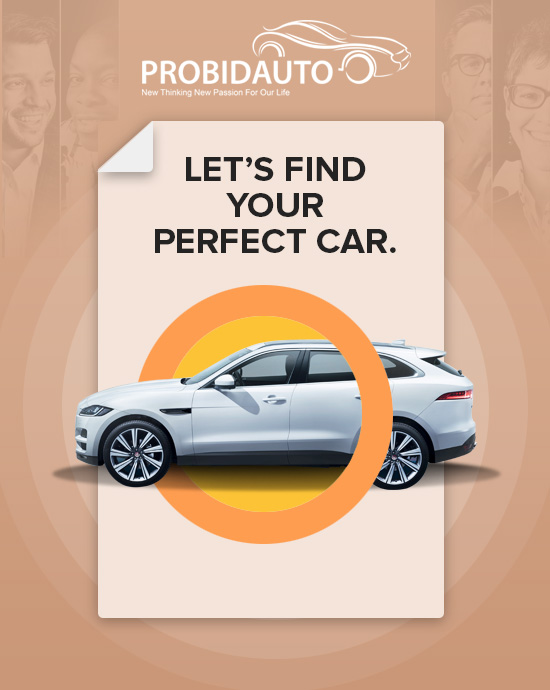 PROBIDAUTO
New Thinking New Passion For Our Life
LET’S FIND
YOUR
PERFECT CAR.